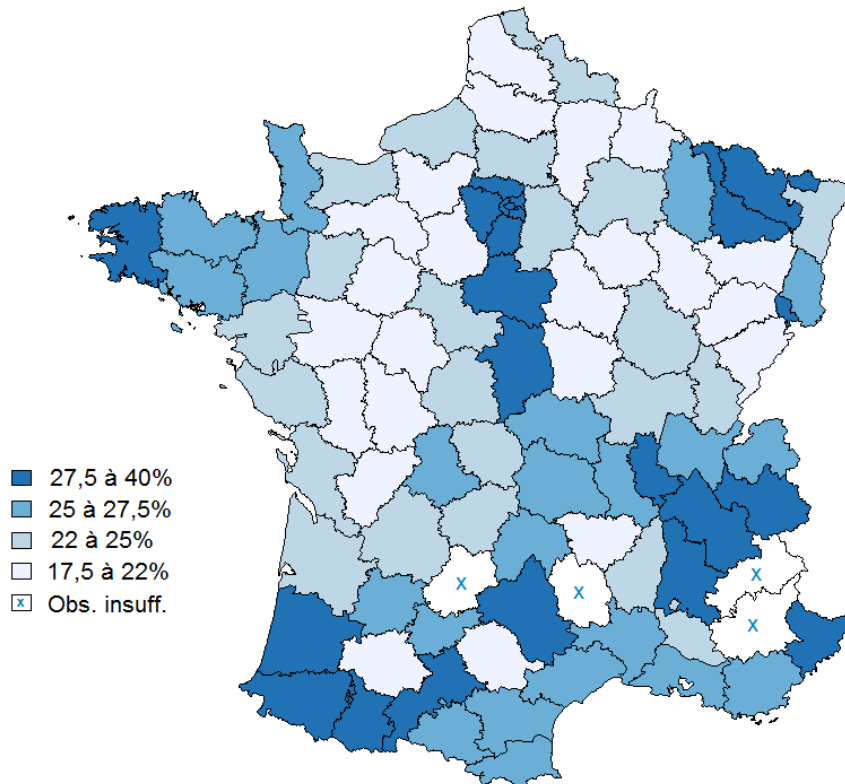 27,5 à 40%
25 à 27,5%
22 à 25%
17,5 à 22%
x Obs. insuff.
x
x
x
x